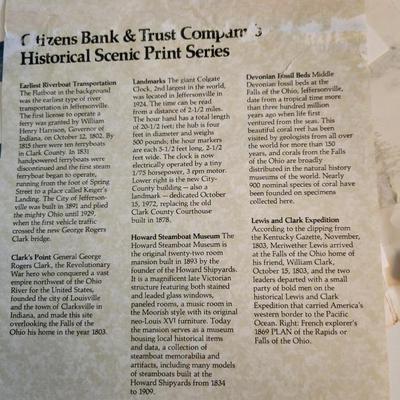 Citizens Bank & Trust Company's
Historical Scenic Print Series
Earliest Riverboat Transportation
The Flatboat in the background
was the earliest type of river
transportation in Jeffersonville.
The first license to operate a
ferry was granted by William
Henry Harrison, Governor of
Indiana, on October 12, 1802. By
1815 there were ten ferryboats
in Clark County. In 1831
handpowered ferryboats were
discontinued and the first steam
ferryboat began to operate,
running from the foot of Spring
Street to a place called Keiger's
Landing. The City of Jefferson-
ville was built in 1891 and plied
the mighty Ohio until 1929,
when the first vehicle traffic
crossed the new George Rogers
Clark bridge.
Clark's Point General George
Rogers Clark, the Revolutionary
War hero who conquered a vast
empire northwest of the Ohio
River for the United States,
founded the city of Louisville
and the town of Clarksville in
Indiana, and made this site
overlooking the Falls of the
Ohio his home in the year 1803.
Landmarks The giant Colgate
Clock, 2nd largest in the world,
was located in Jeffersonville in
1924. The time can be read
from a distance of 2-1/2 miles.
The hour hand has a total length
of 20-1/2 feet; its hub is four
feet in diameter and weighs
500 pounds; the hour markers
are each 5-1/2 feet long, 2-1/2
feet wide. The clock is now
electrically operated by a tiny
1/75 horsepower, 3 rpm motor.
Lower right is the new City-
County building — also a
landmark — dedicated October
15, 1972, replacing the old
Clark County Courthouse
built in 1878.
Howard Steamboat Museum The
Howard Steamboat Museum is
the original twenty-two room
mansion built in 1893 by the
founder of the Howard Shipyards.
It is a magnificent late Victorian
structure featuring both stained
and leaded glass windows,
paneled rooms, a music room in
the Moorish style with its original
neo-Louis XVI furniture. Today
the mansion serves as a museum
housing local historical items
and data, a collection of
steamboat memorabilia and
artifacts, including many models
of steamboats built at the
Howard Shipyards from 1834
to 1909.
Devonian Fossil Beds Middle
Devonian fossil beds at the
Falls of the Ohio, Jeffersonville,
date from a tropical time more
than three hundred million
years ago when life first
ventured from the seas. This
beautiful coral reef has been
visited by geologists from all over
the world for more than 150
years, and corals from the
Falls of the Ohio are broadly
distributed in the natural history
museums of the world. Nearly
900 nominal species of coral have
been founded on specimens
collected here.
Lewis and Clark Expedition
According to the clipping from
the Kentucky Gazette, November,
1803, Meriwether Lewis arrived
at the Falls of the Ohio home of
his friend, William Clark,
October 15, 1803, and the two
leaders departed with a small
party of bold men on the
historical Lewis and Clark
Expedition that carried America's
western border to the Pacific
Ocean. Right: French explorer's
1869 PLAN of the Rapids or
Falls of the Ohio.